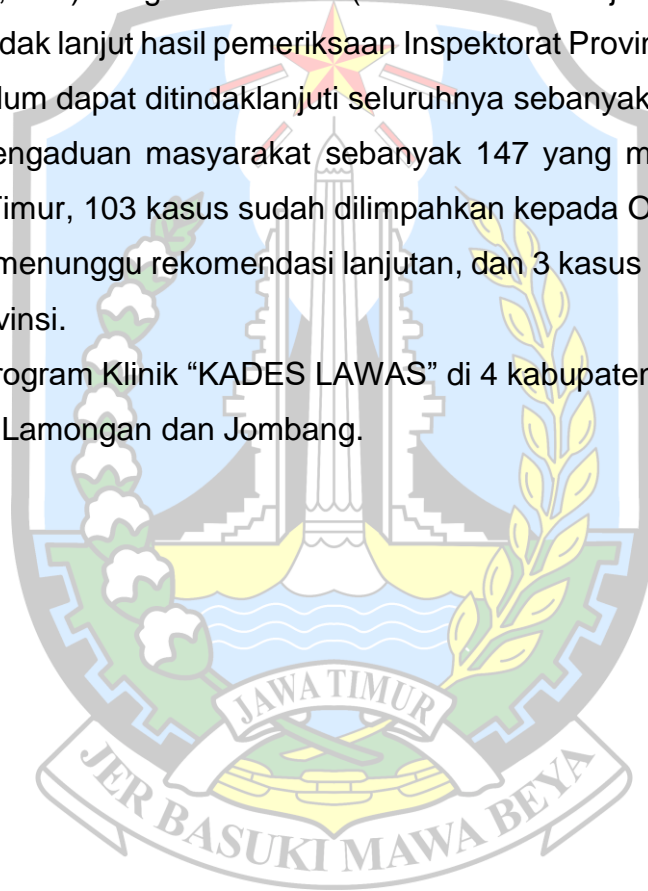 dak lanjut hasil pemeriksaan Inspektorat Provin
lum dapat ditindaklanjuti seluruhnya sebanyak
engaduan masyarakat sebanyak 147 yang m
Timur, 103 kasus sudah dilimpahkan kepada O
menunggu rekomendasi lanjutan, dan 3 kasus
vinsi.
rogram Klinik “KADES LAWAS” di 4 kabupaten
Lamongan dan Jombang.
JAWA TIMUR
JER BASUKI MAWA BEYA